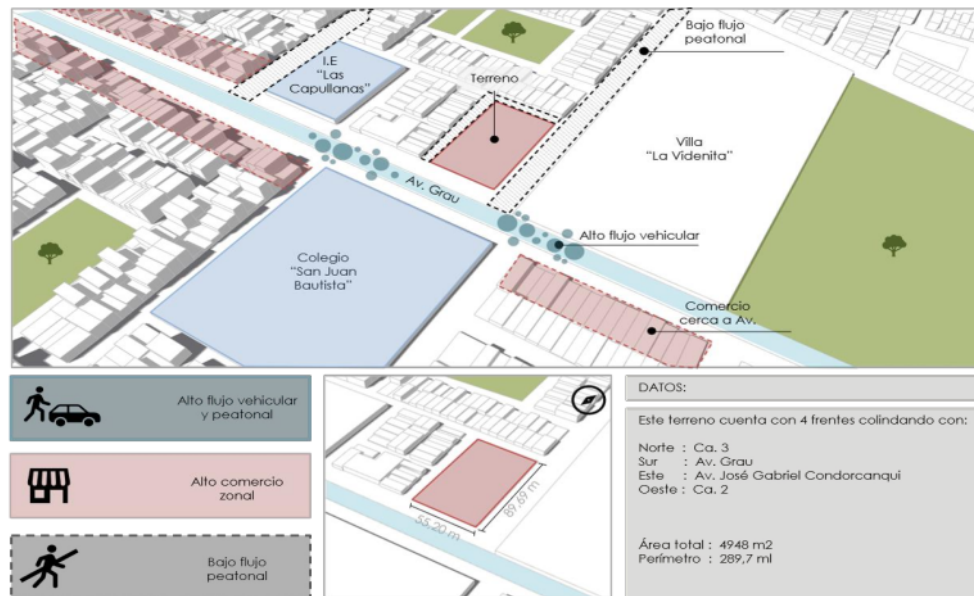 Bajo flujo
peatonal
I.E
"Las
Capullanas"
Terreno
Villa
"La Videnita"
Av. Grau
Alto flujo vehicular
Colegio
"San Juan
Bautista"
Comercio
cerca a Av.
Alto flujo vehicular
y peatonal
Alto comercio
zonal
Bajo flujo
peatonal
55,20 m
89,69 m
DATOS:
Este terreno cuenta con 4 frentes colindando con:
Norte : Ca. 3
Sur : Av. Grau
Este : Av. José Gabriel Condorcanqui
Oeste : Ca. 2
Área total : 4948 m2
Perímetro : 289,7 ml